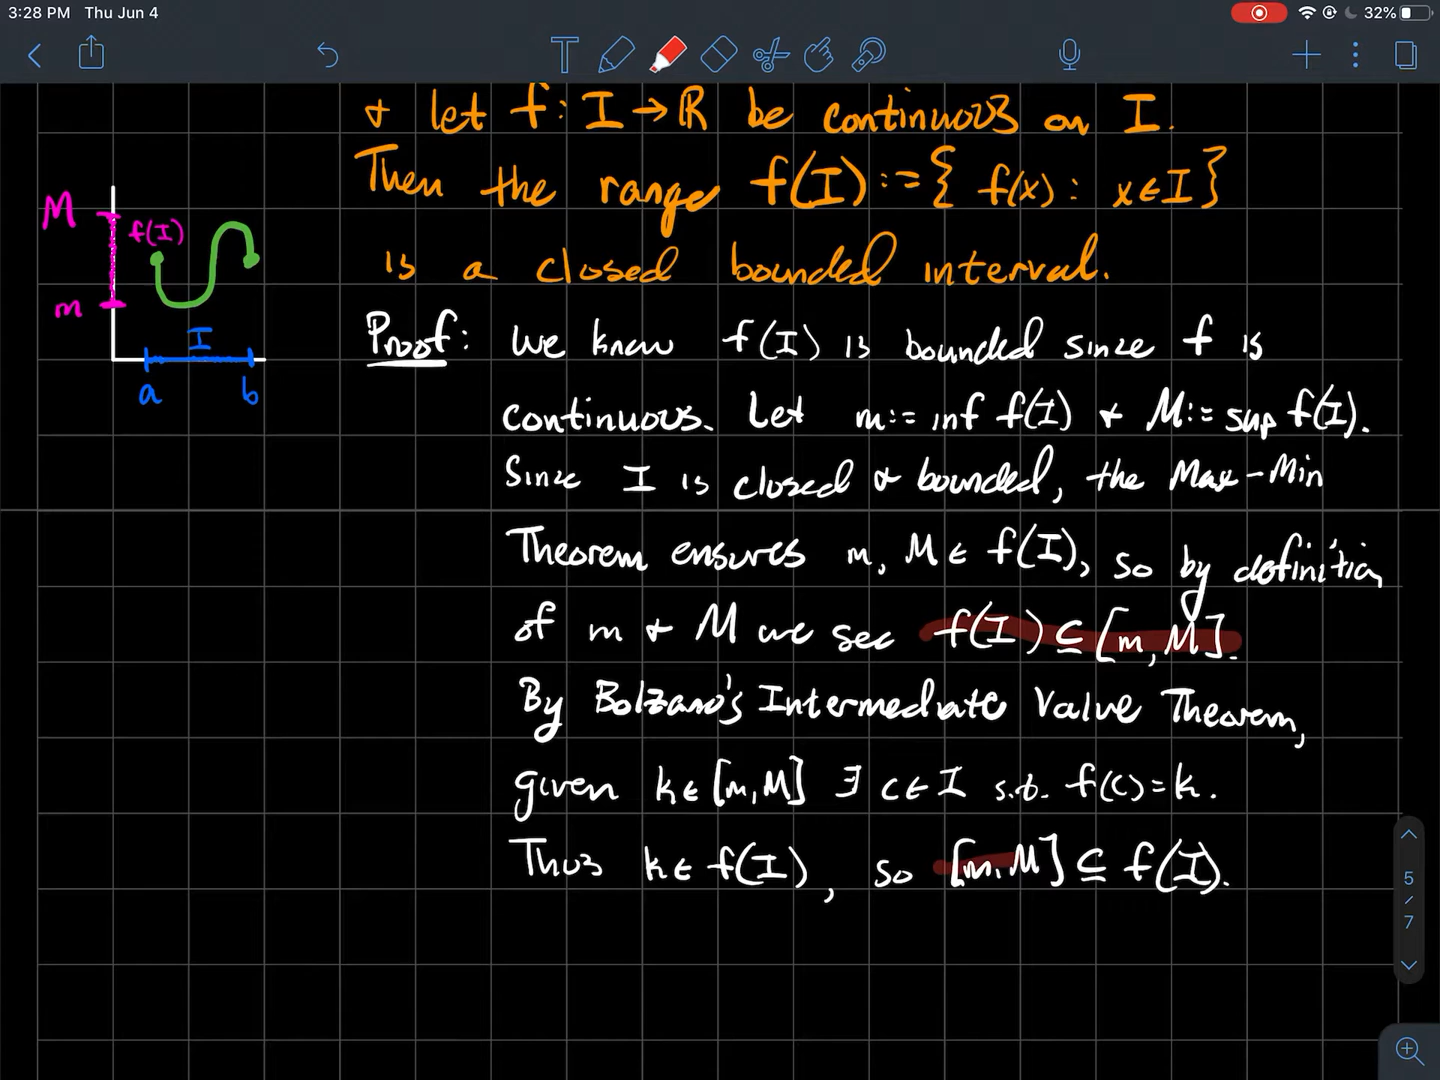 3:28 PM Thu Jun 4
32%
& let f: I → ℝ be continuous on I.
Then the range f(I) := { f(x) : x ∈ I }
is a closed bounded interval.
M
f(I)
m
I
a b
Proof: We know f(I) is bounded since f is
continuous. Let m := inf f(I) & M := sup f(I).
Since I is closed & bounded, the Max-Min
Theorem ensures m, M ∈ f(I), so by definition
of m & M we see f(I) ⊆ [m, M].
By Bolzano's Intermediate Value Theorem,
given k ∈ [m, M] ∃ c ∈ I s.t. f(c) = k.
Thus k ∈ f(I), so [m, M] ⊆ f(I).
5
/
7